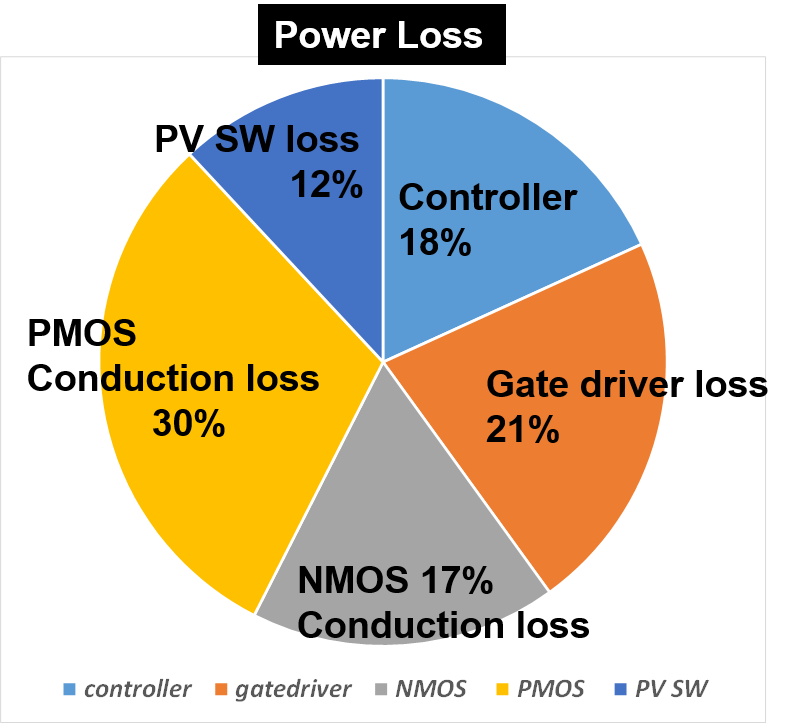 Power Loss
PV SW loss
12%
Controller
18%
PMOS
Conduction loss
30%
Gate driver loss
21%
NMOS 17%
Conduction loss
controller gatedriver NMOS PMOS PV SW